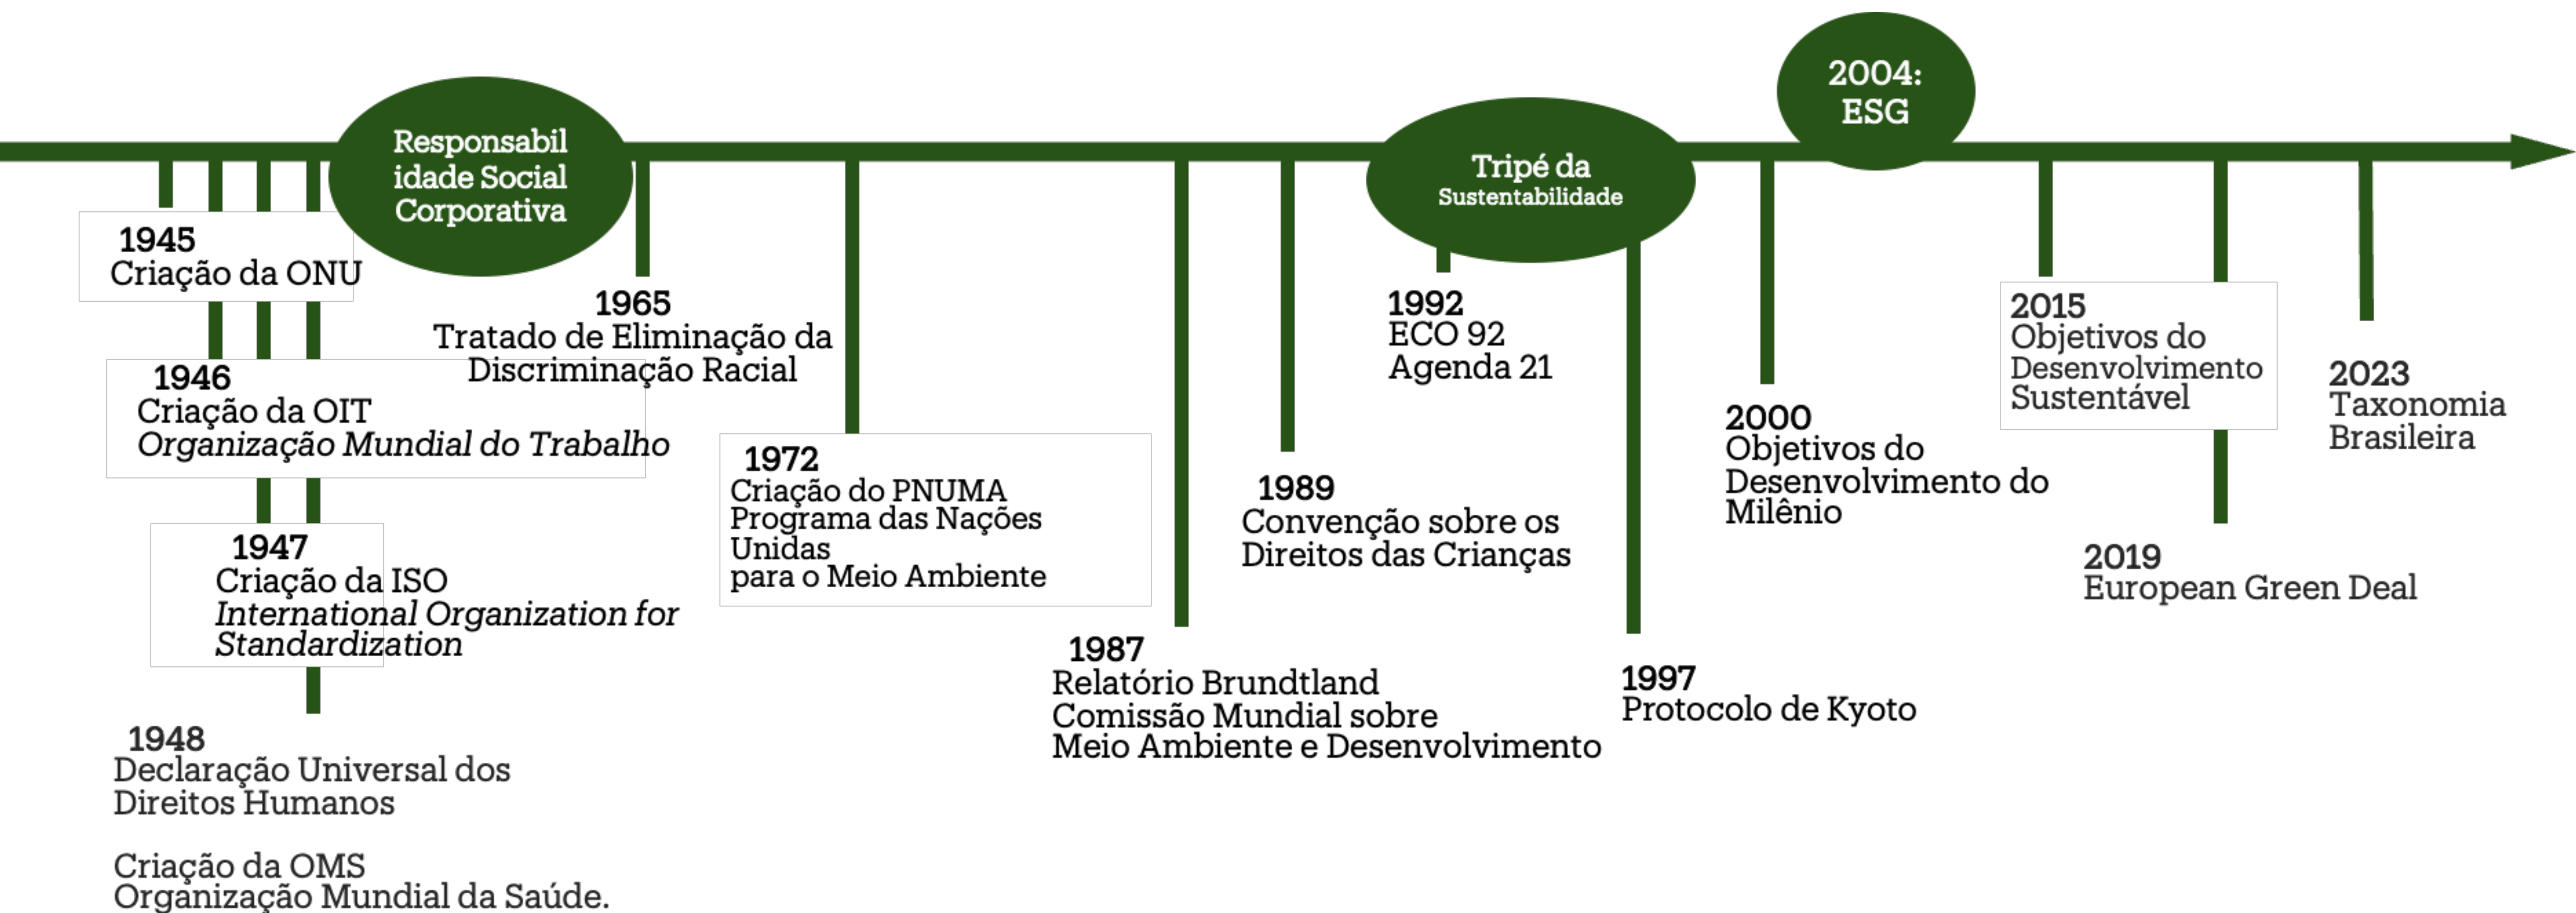 1945
Criação da ONU
1946
Criação da OIT
Organização Mundial do Trabalho
1947
Criação da ISO
International Organization for
Standardization
1948
Declaração Universal dos
Direitos Humanos
Criação da OMS
Organização Mundial da Saúde.
Responsabil
idade Social
Corporativa
1965
Tratado de Eliminação da
Discriminação Racial
1972
Criação do PNUMA
Programa das Nações
Unidas
para o Meio Ambiente
1987
Relatório Brundtland
Comissão Mundial sobre
Meio Ambiente e Desenvolvimento
1989
Convenção sobre os
Direitos das Crianças
Tripé da
Sustentabilidade
1992
ECO 92
Agenda 21
1997
Protocolo de Kyoto
2000
Objetivos do
Desenvolvimento do
Milênio
2004:
ESG
2015
Objetivos do
Desenvolvimento
Sustentável
2019
European Green Deal
2023
Taxonomia
Brasileira